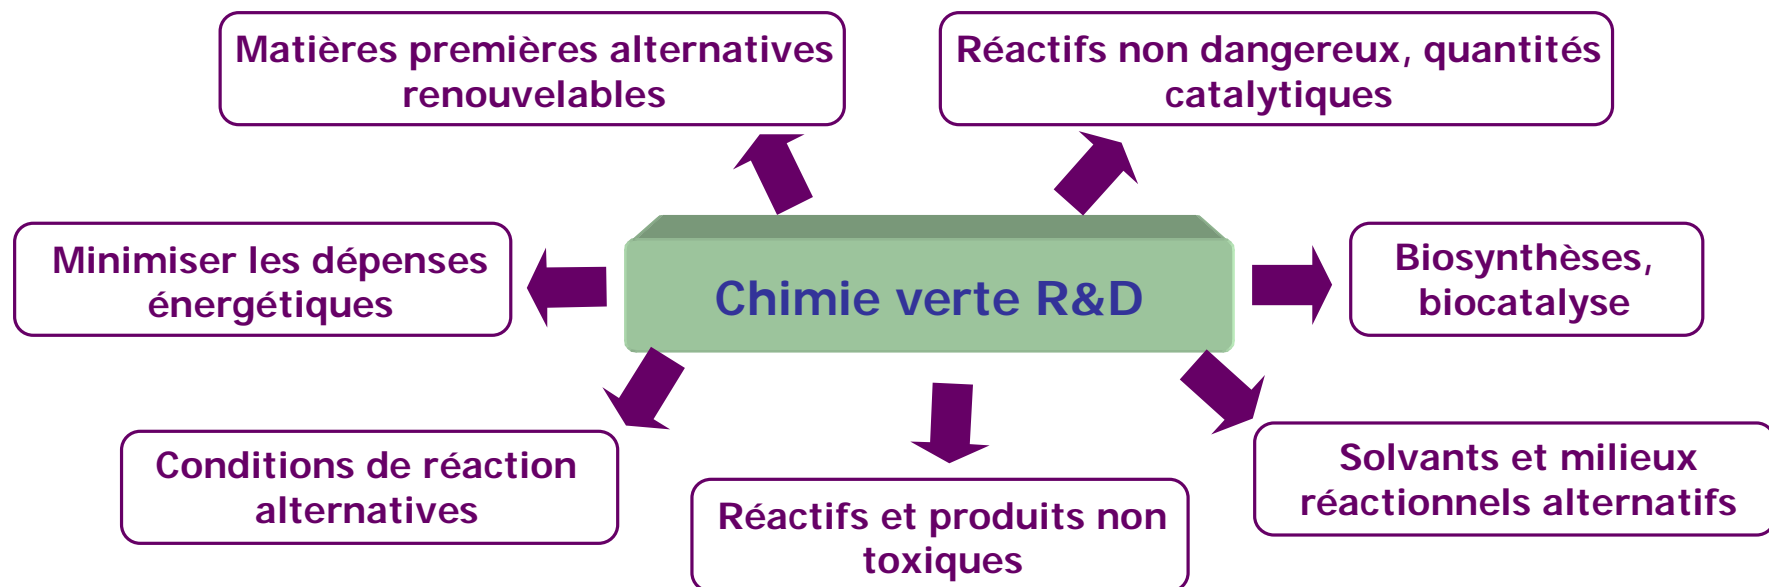 Matières premières alternatives
renouvelables
Réactifs non dangereux, quantités
catalytiques
Minimiser les dépenses
énergétiques
Chimie verte R&D
Biosynthèses,
biocatalyse
Conditions de réaction
alternatives
Réactifs et produits non
toxiques
Solvants et milieux
réactionnels alternatifs